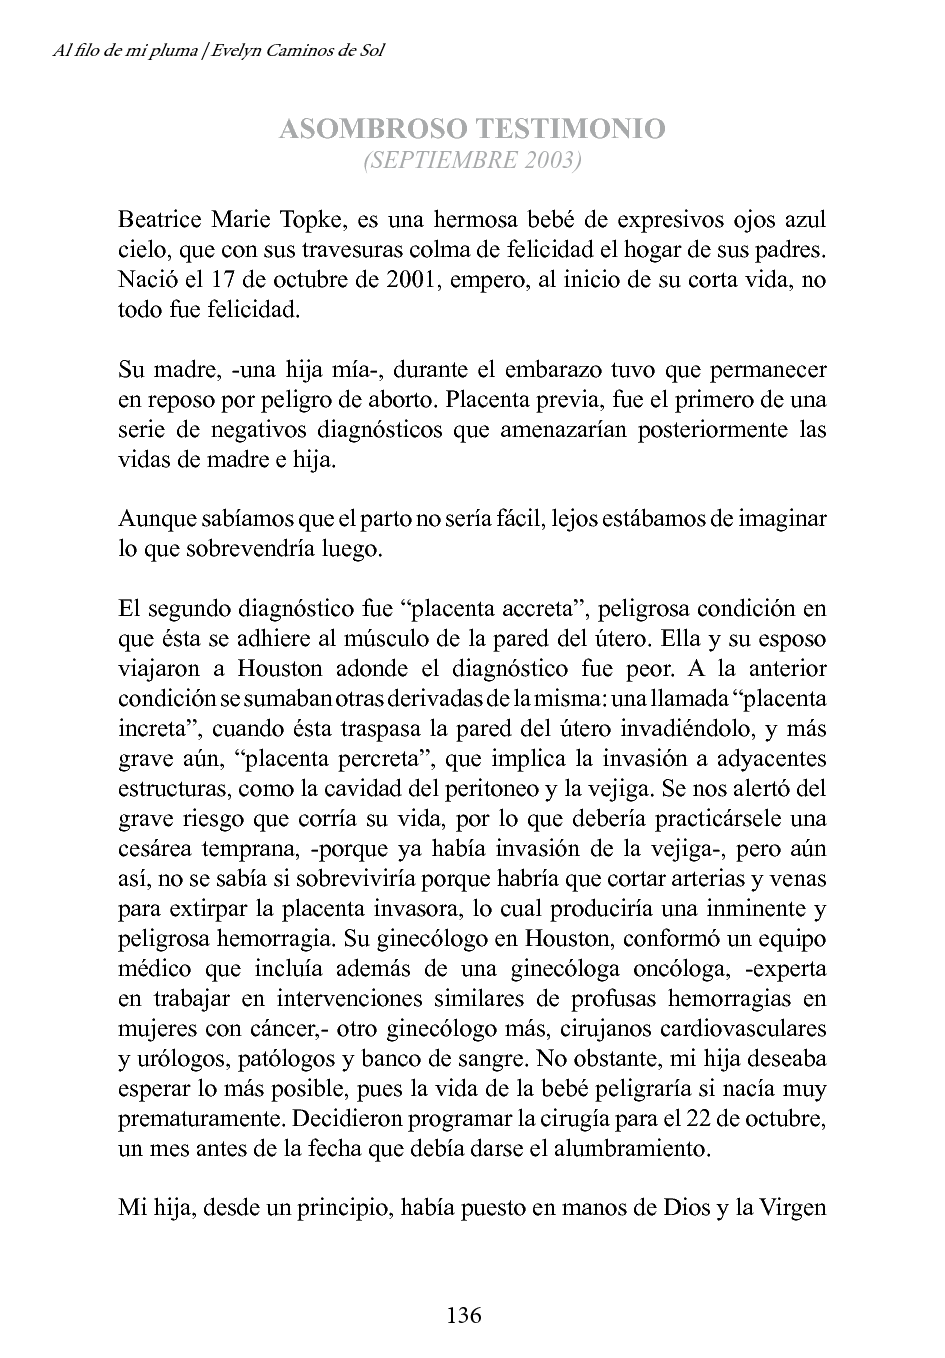 Al filo de mi pluma | Evelyn Caminos de Sol
ASOMBROSO TESTIMONIO
(SEPTIEMBRE 2003)
Beatrice Marie Topke, es una hermosa bebé de expresivos ojos azul
cielo, que con sus travesuras colma de felicidad el hogar de sus padres.
Nació el 17 de octubre de 2001, empero, al inicio de su corta vida, no
todo fue felicidad.
Su madre, -una hija mía-, durante el embarazo tuvo que permanecer
en reposo por peligro de aborto. Placenta previa, fue el primero de una
serie de negativos diagnósticos que amenazarían posteriormente las
vidas de madre e hija.
Aunque sabíamos que el parto no sería fácil, lejos estábamos de imaginar
lo que sobrevendría luego.
El segundo diagnóstico fue “placenta accreta”, peligrosa condición en
que ésta se adhiere al músculo de la pared del útero. Ella y su esposo
viajaron a Houston adonde el diagnóstico fue peor. A la anterior
condición se sumaban otras derivadas de la misma: una llamada “placenta
increta”, cuando ésta traspasa la pared del útero invadiéndolo, y más
grave aún, “placenta percreta”, que implica la invasión a adyacentes
estructuras, como la cavidad del peritoneo y la vejiga. Se nos alertó del
grave riesgo que corría su vida, por lo que debería practicársele una
cesárea temprana, -porque ya había invasión de la vejiga-, pero aún
así, no se sabía si sobreviviría porque habría que cortar arterias y venas
para extirpar la placenta invasora, lo cual produciría una inminente y
peligrosa hemorragia. Su ginecólogo en Houston, conformó un equipo
médico que incluía además de una ginecóloga oncóloga, -experta
en trabajar en intervenciones similares de profusas hemorragias en
mujeres con cáncer,- otro ginecólogo más, cirujanos cardiovasculares
y urólogos, patólogos y banco de sangre. No obstante, mi hija deseaba
esperar lo más posible, pues la vida de la bebé peligraría si nacía muy
prematuramente. Decidieron programar la cirugía para el 22 de octubre,
un mes antes de la fecha que debía darse el alumbramiento.
Mi hija, desde un principio, había puesto en manos de Dios y la Virgen
136